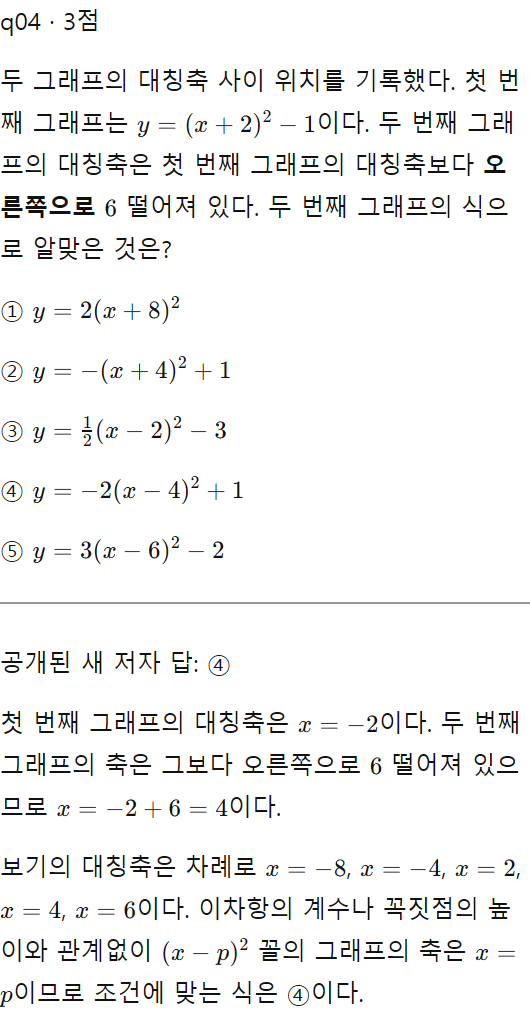 q04 · 3점
두 그래프의 대칭축 사이 위치를 기록했다. 첫 번
째 그래프는 y = (x + 2)² − 1이다. 두 번째 그래
프의 대칭축은 첫 번째 그래프의 대칭축보다 오
른쪽으로 6 떨어져 있다. 두 번째 그래프의 식으
로 알맞은 것은?
① y = 2(x + 8)²
② y = −(x + 4)² + 1
③ y = ½(x − 2)² − 3
④ y = −2(x − 4)² + 1
⑤ y = 3(x − 6)² − 2
공개된 새 저자 답: ④
첫 번째 그래프의 대칭축은 x = −2이다. 두 번째
그래프의 축은 그보다 오른쪽으로 6 떨어져 있으
므로 x = −2 + 6 = 4이다.
보기의 대칭축은 차례로 x = −8, x = −4, x = 2,
x = 4, x = 6이다. 이차항의 계수나 꼭짓점의 높
이와 관계없이 (x − p)² 꼴의 그래프의 축은 x =
p이므로 조건에 맞는 식은 ④이다.